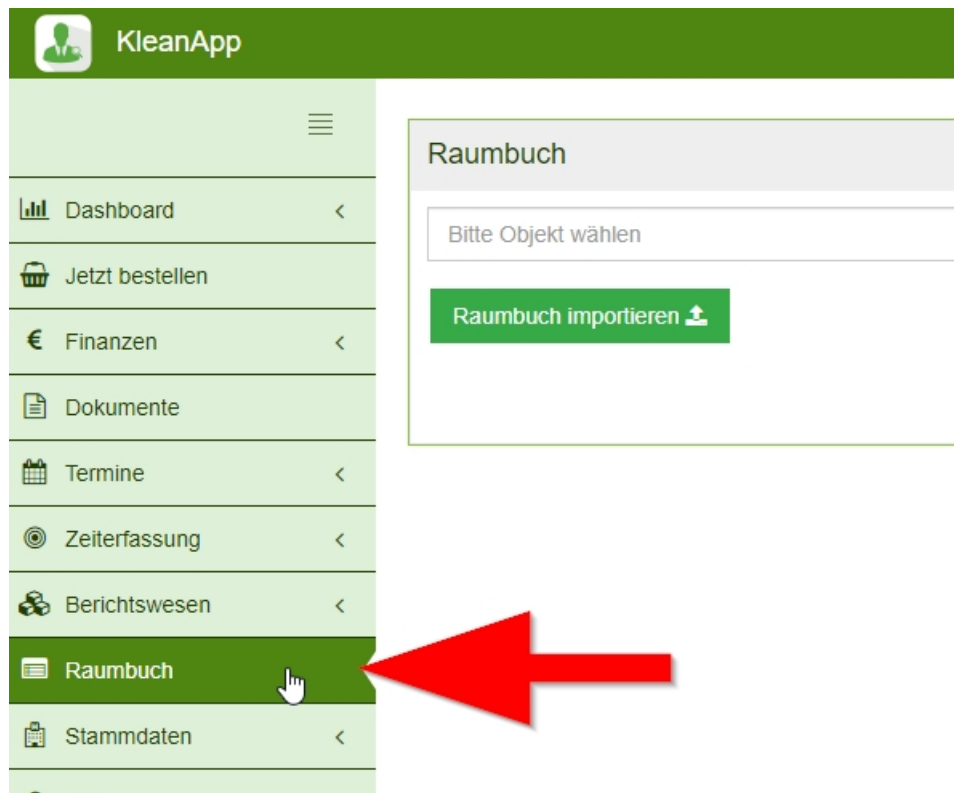 KleanApp
Raumbuch
Dashboard
Bitte Objekt wählen
Jetzt bestellen
Raumbuch importieren
€ Finanzen
Dokumente
Termine
Zeiterfassung
Berichtswesen
Raumbuch
Stammdaten